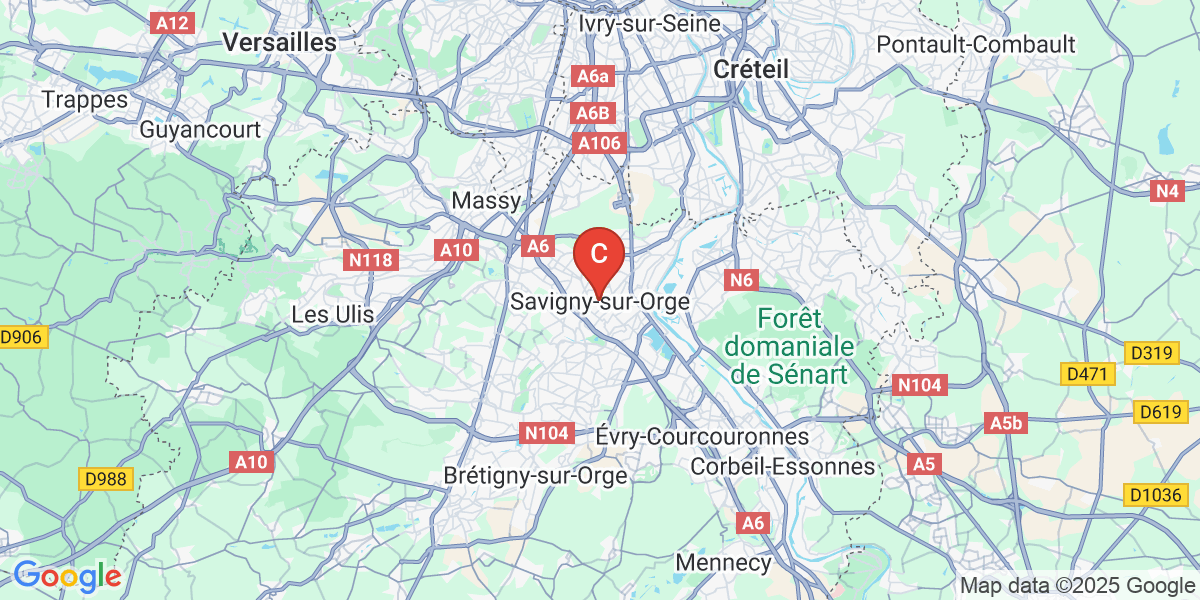 A12
Ivry-sur-Seine
Versailles
Pontault-Combault
A6a
Créteil
Trappes
A6B
Guyancourt
A106
N4
Massy
A6
A10
C
N118
N6
Savigny-sur-Orge
Les Ulis
Forêt
domaniale
de Sénart
D906
D319
D471
N104
D619
A5b
N104
Évry-Courcouronnes
A10
A5
Corbeil-Essonnes
D988
Brétigny-sur-Orge
D1036
A6
Mennecy
Google
Map data ©2025 Google